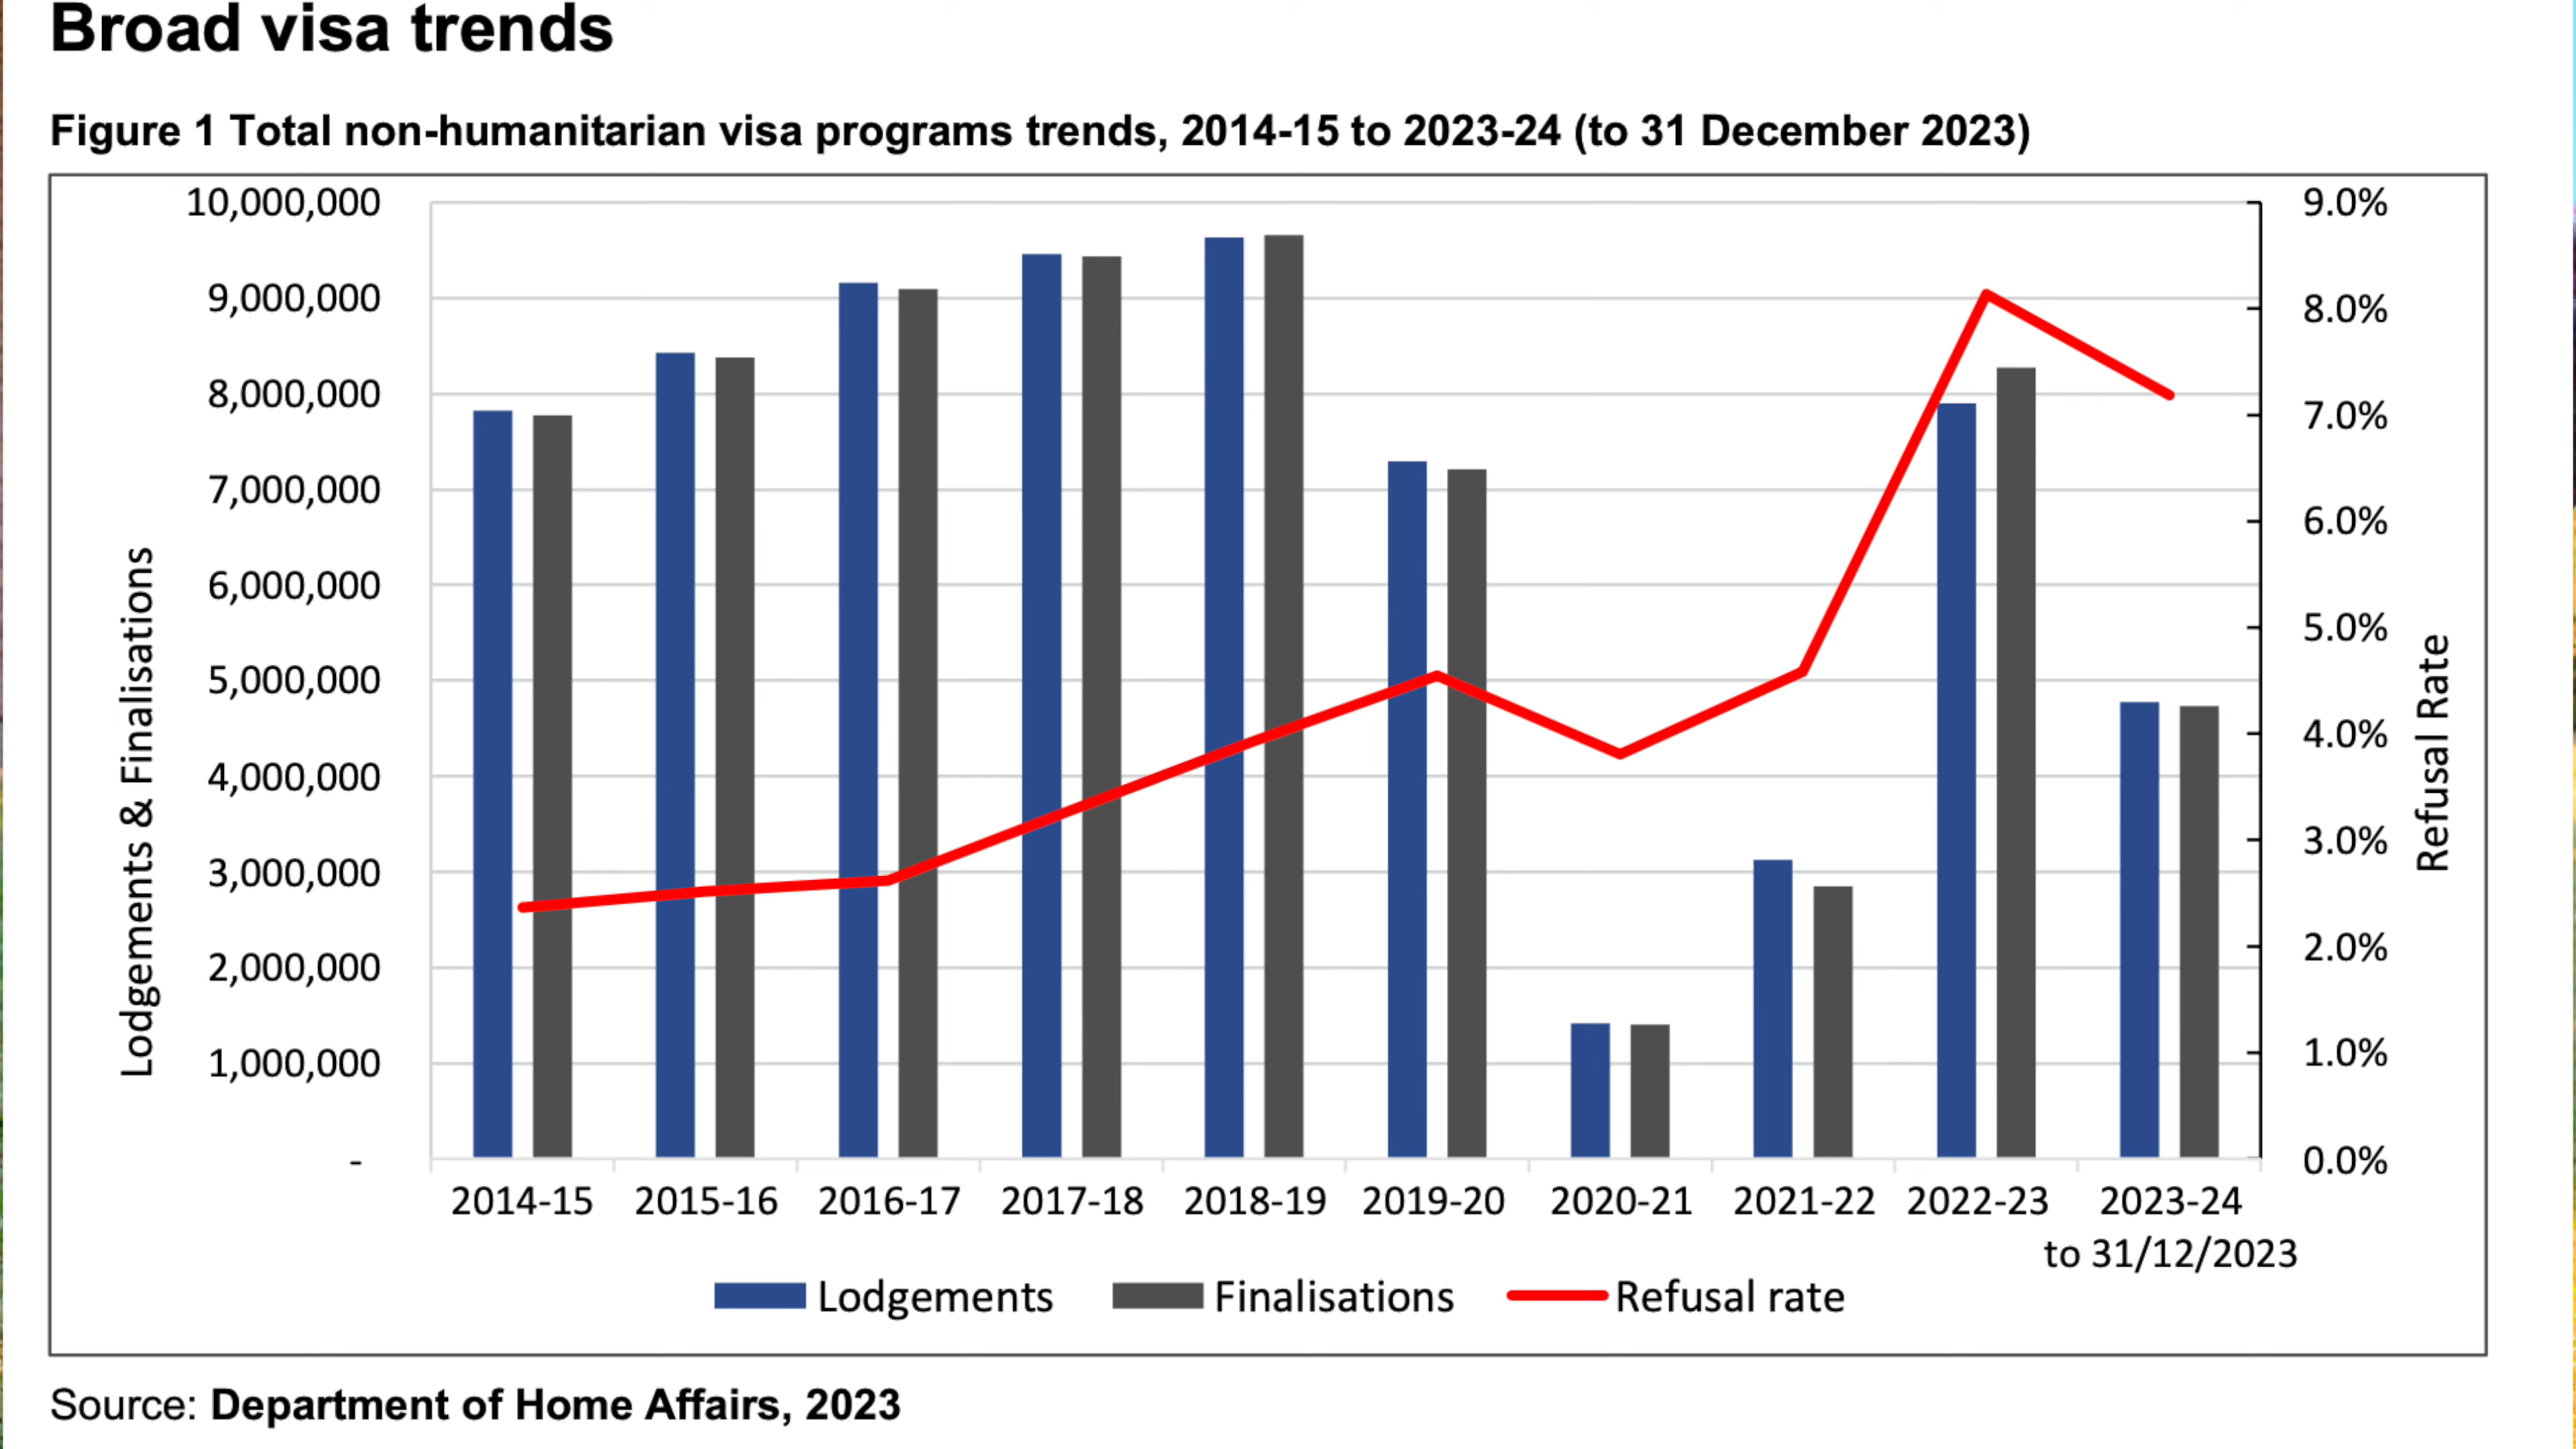 Broad visa trends
Figure 1 Total non-humanitarian visa programs trends, 2014-15 to 2023-24 (to 31 December 2023)
10,000,000
9,000,000
8,000,000
7,000,000
6,000,000
5,000,000
4,000,000
3,000,000
2,000,000
1,000,000
-
Lodgements & Finalisations
9.0%
8.0%
7.0%
6.0%
5.0%
4.0%
3.0%
2.0%
1.0%
0.0%
Refusal Rate
2014-15 2015-16 2016-17 2017-18 2018-19 2019-20 2020-21 2021-22 2022-23 2023-24
to 31/12/2023
Lodgements Finalisations Refusal rate
Source: Department of Home Affairs, 2023